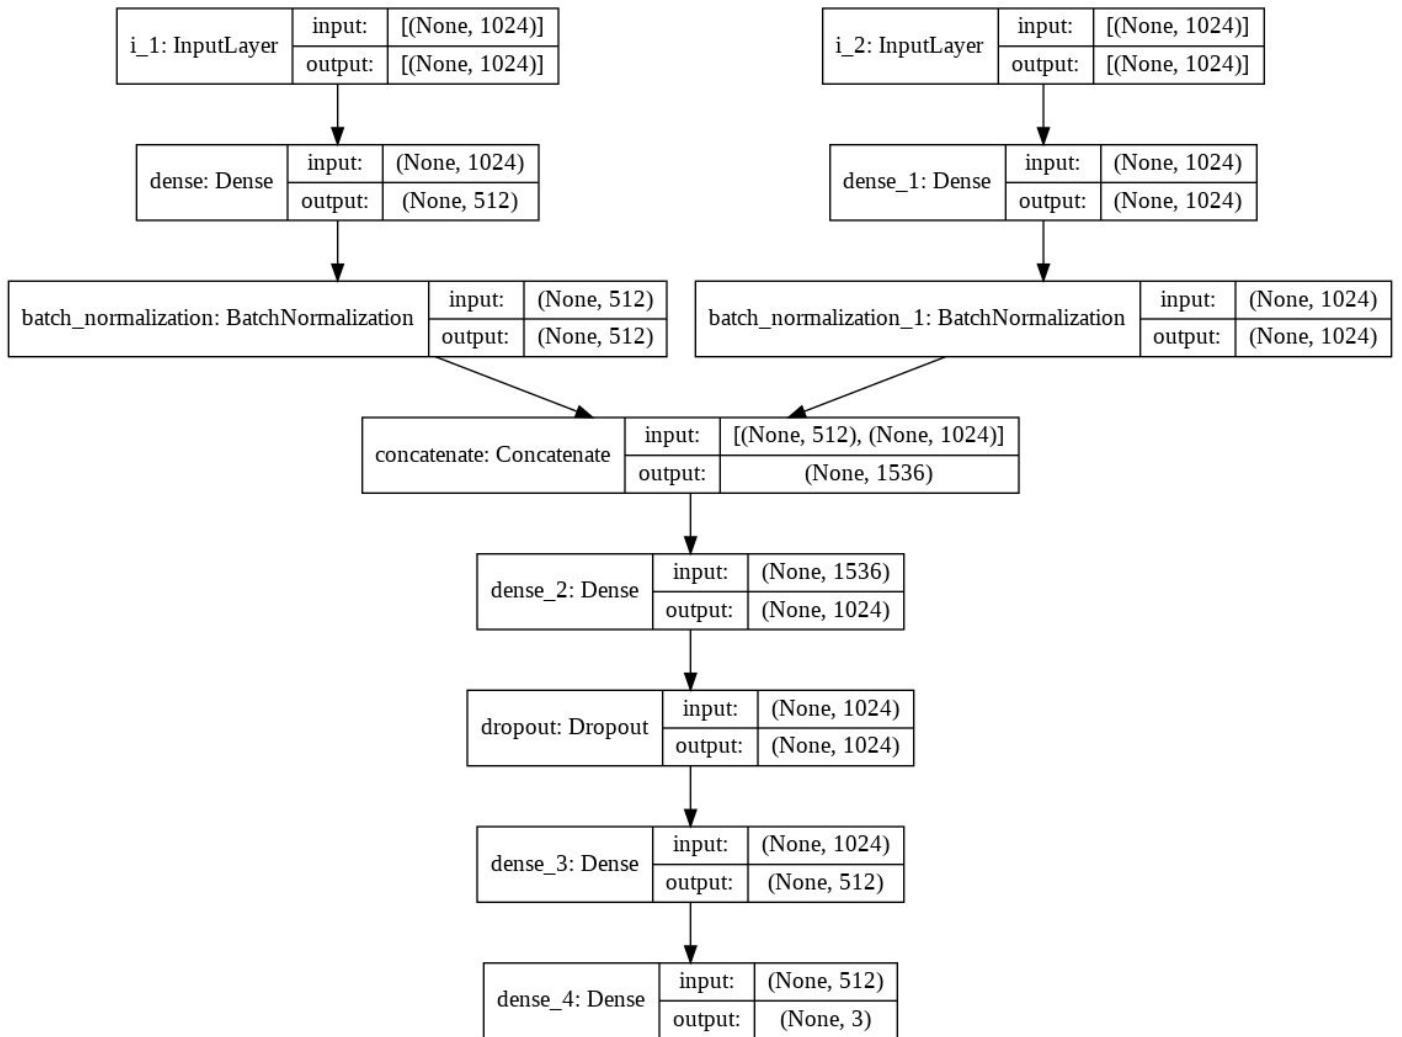 i_1: InputLayer input: [(None, 1024)]
output: [(None, 1024)]
i_2: InputLayer input: [(None, 1024)]
output: [(None, 1024)]
dense: Dense input: (None, 1024)
output: (None, 512)
dense_1: Dense input: (None, 1024)
output: (None, 1024)
batch_normalization: BatchNormalization input: (None, 512)
output: (None, 512)
batch_normalization_1: BatchNormalization input: (None, 1024)
output: (None, 1024)
concatenate: Concatenate input: [(None, 512), (None, 1024)]
output: (None, 1536)
dense_2: Dense input: (None, 1536)
output: (None, 1024)
dropout: Dropout input: (None, 1024)
output: (None, 1024)
dense_3: Dense input: (None, 1024)
output: (None, 512)
dense_4: Dense input: (None, 512)
output: (None, 3)